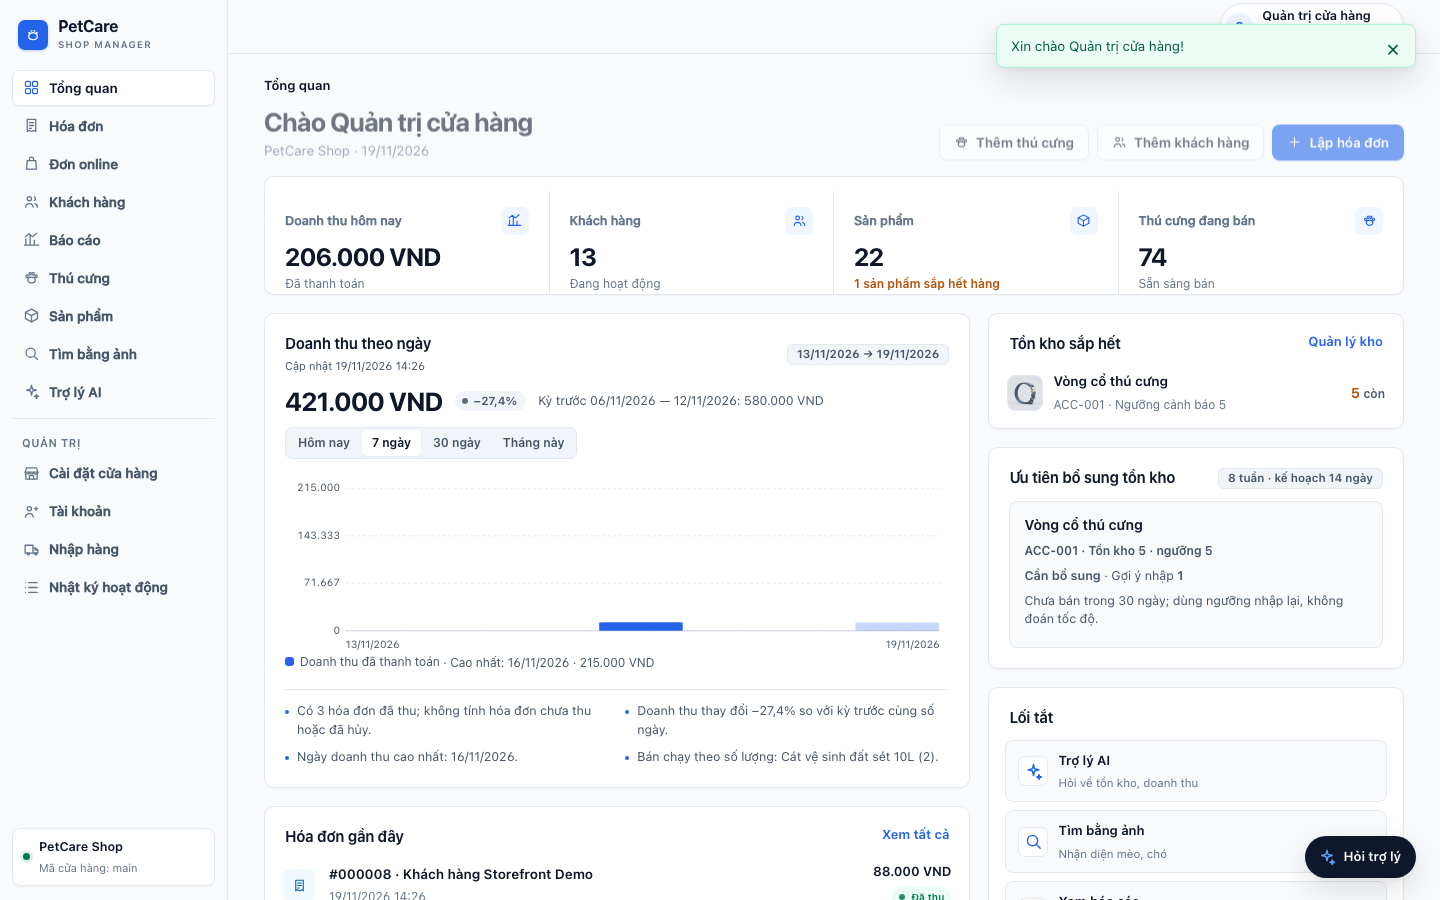 PetCare
SHOP MANAGER
Tổng quan
Hóa đơn
Đơn online
Khách hàng
Báo cáo
Thú cưng
Sản phẩm
Tìm bằng ảnh
Trợ lý AI
QUẢN TRỊ
Cài đặt cửa hàng
Tài khoản
Nhập hàng
Nhật ký hoạt động
PetCare Shop
Mã cửa hàng: main
Quản trị cửa hàng
Xin chào Quản trị cửa hàng!
Tổng quan
Chào Quản trị cửa hàng
PetCare Shop · 19/11/2026
Thêm thú cưng
Thêm khách hàng
Lập hóa đơn
Doanh thu hôm nay
206.000 VND
Đã thanh toán
Khách hàng
13
Đang hoạt động
Sản phẩm
22
1 sản phẩm sắp hết hàng
Thú cưng đang bán
74
Sẵn sàng bán
Doanh thu theo ngày
Cập nhật 19/11/2026 14:26
13/11/2026 → 19/11/2026
421.000 VND
−27,4%
Kỳ trước 06/11/2026 — 12/11/2026: 580.000 VND
Hôm nay
7 ngày
30 ngày
Tháng này
215.000
143.333
71.667
0
13/11/2026
19/11/2026
Doanh thu đã thanh toán · Cao nhất: 16/11/2026 · 215.000 VND
Có 3 hóa đơn đã thu; không tính hóa đơn chưa thu
hoặc đã hủy.
Doanh thu thay đổi −27,4% so với kỳ trước cùng số
ngày.
Ngày doanh thu cao nhất: 16/11/2026.
Bán chạy theo số lượng: Cát vệ sinh đất sét 10L (2).
Hóa đơn gần đây
Xem tất cả
#000008 · Khách hàng Storefront Demo
88.000 VND
19/11/2026 14:26
Đã thu
Tồn kho sắp hết
Quản lý kho
Vòng cổ thú cưng
ACC-001 · Ngưỡng cảnh báo 5
5 còn
Ưu tiên bổ sung tồn kho
8 tuần · kế hoạch 14 ngày
Vòng cổ thú cưng
ACC-001 · Tồn kho 5 · ngưỡng 5
Cần bổ sung · Gợi ý nhập 1
Chưa bán trong 30 ngày; dùng ngưỡng nhập lại, không
đoán tốc độ.
Lối tắt
Trợ lý AI
Hỏi về tồn kho, doanh thu
Tìm bằng ảnh
Nhận diện mèo, chó
Hỏi trợ lý